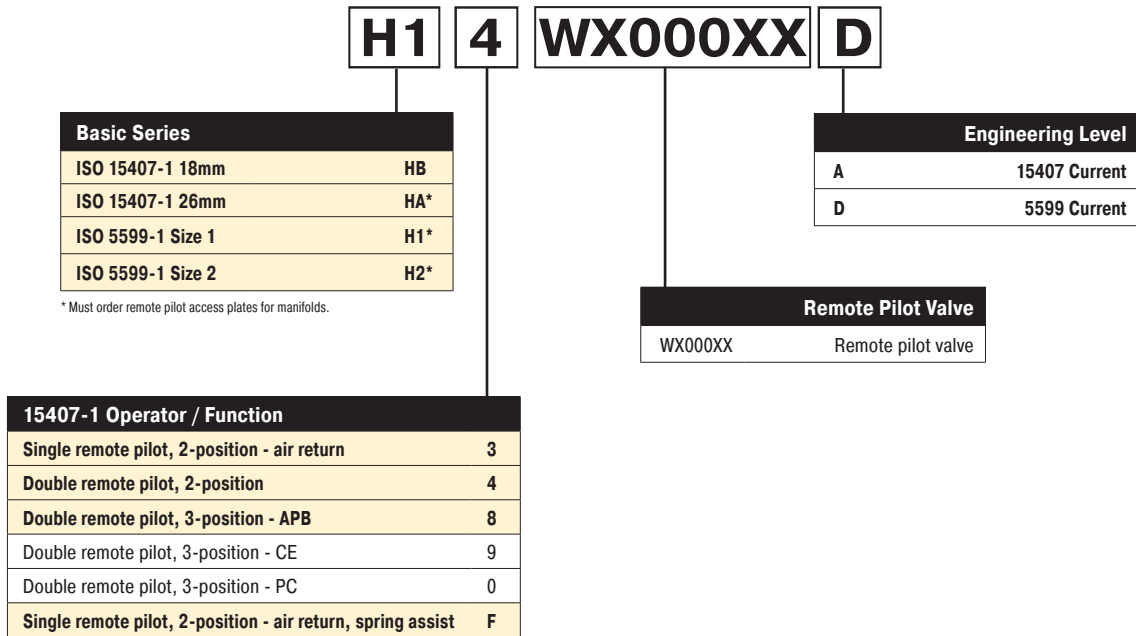 H1 4 WX000XX D
Basic Series
ISO 15407-1 18mm HB
ISO 15407-1 26mm HA*
ISO 5599-1 Size 1 H1*
ISO 5599-1 Size 2 H2*
* Must order remote pilot access plates for manifolds.
Engineering Level
A 15407 Current
D 5599 Current
Remote Pilot Valve
WX000XX Remote pilot valve
15407-1 Operator / Function
Single remote pilot, 2-position - air return 3
Double remote pilot, 2-position 4
Double remote pilot, 3-position - APB 8
Double remote pilot, 3-position - CE 9
Double remote pilot, 3-position - PC 0
Single remote pilot, 2-position - air return, spring assist F